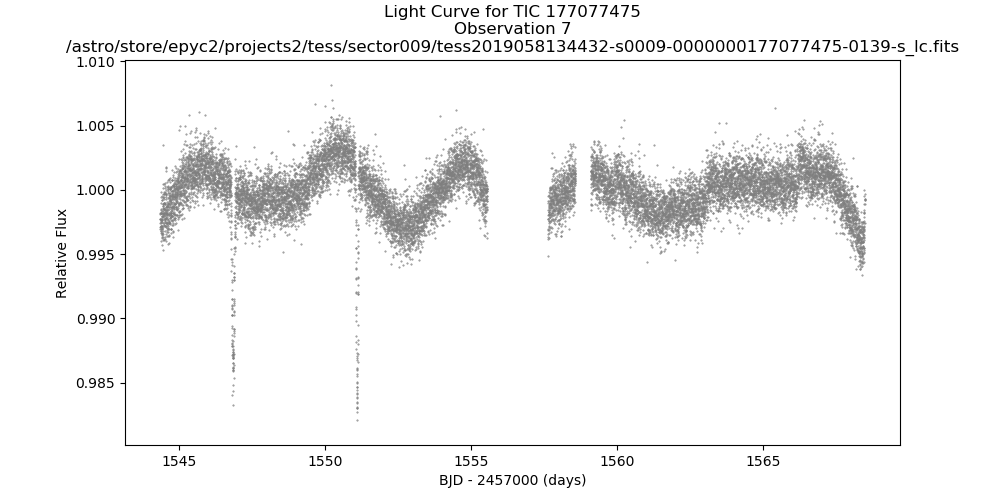 Light Curve for TIC 177077475
Observation 7
/astro/store/epyc2/projects2/tess/sector009/tess2019058134432-s0009-0000000177077475-0139-s_lc.fits
1.010
1.005
1.000
0.995
0.990
0.985
Relative Flux
1545 1550 1555 1560 1565
BJD - 2457000 (days)